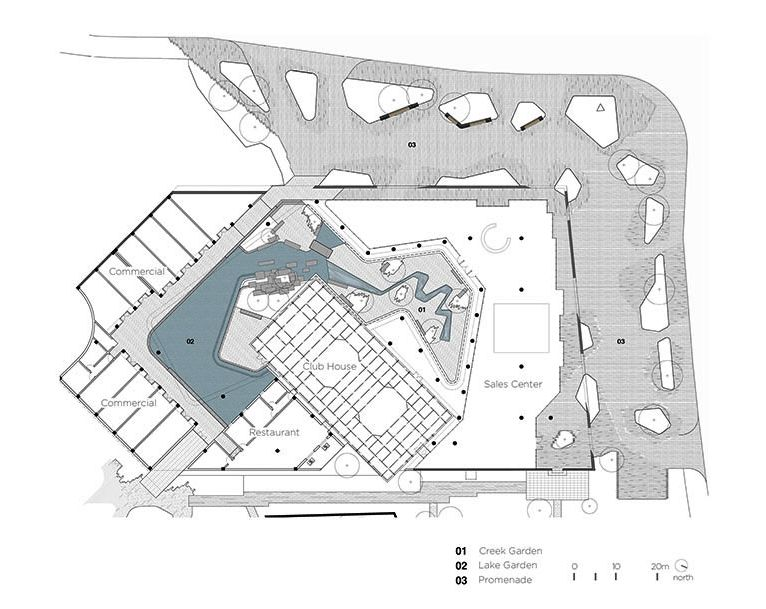 03
Commercial
02
01
Club House
03
Sales Center
Commercial
Restaurant
01 Creek Garden
02 Lake Garden
03 Promenade
0 10 20m
north